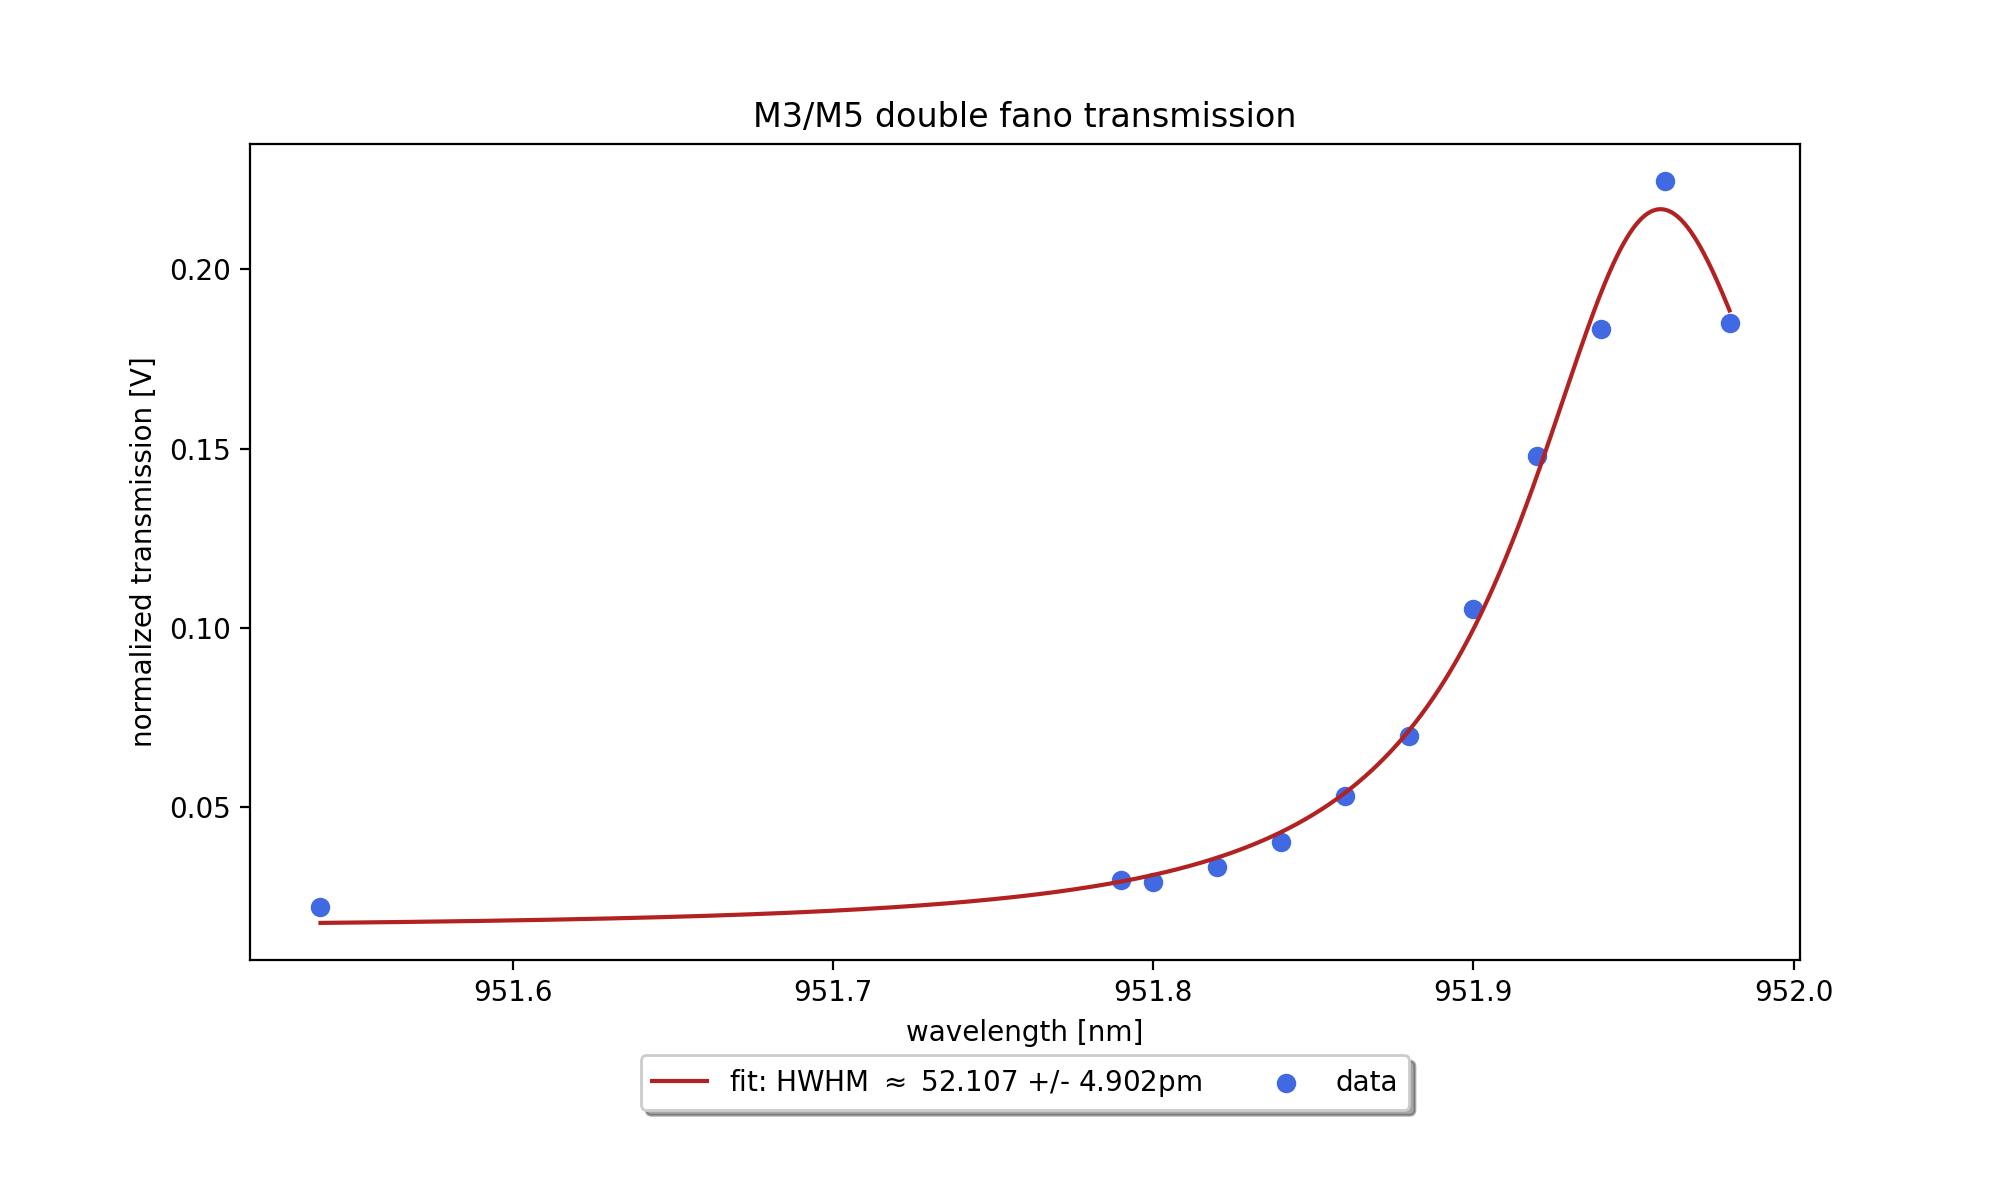 M3/M5 double fano transmission
normalized transmission [V]
0.20
0.15
0.10
0.05
951.6 951.7 951.8 951.9 952.0
wavelength [nm]
fit: HWHM ≈ 52.107 +/- 4.902pm data